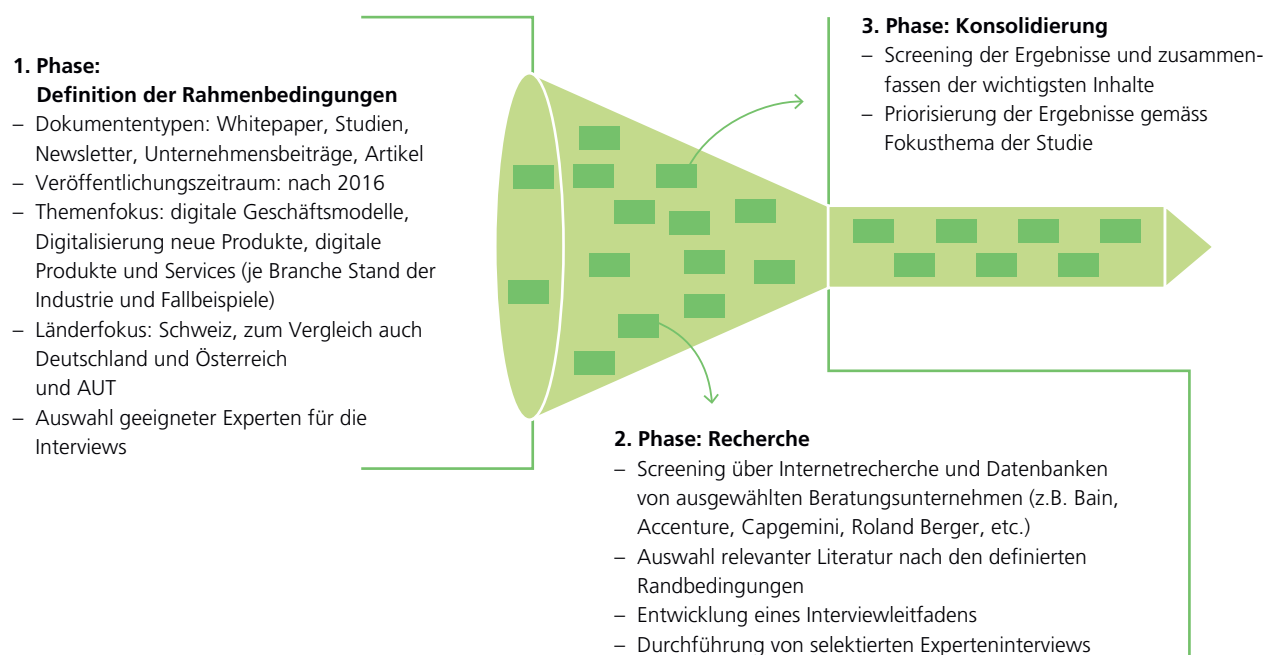 1. Phase:
Definition der Rahmenbedingungen
– Dokumententypen: Whitepaper, Studien,
Newsletter, Unternehmensbeiträge, Artikel
– Veröffentlichungszeitraum: nach 2016
– Themenfokus: digitale Geschäftsmodelle,
Digitalisierung neue Produkte, digitale
Produkte und Services (je Branche Stand der
Industrie und Fallbeispiele)
– Länderfokus: Schweiz, zum Vergleich auch
Deutschland und Österreich
und AUT
– Auswahl geeigneter Experten für die
Interviews
2. Phase: Recherche
– Screening über Internetrecherche und Datenbanken
von ausgewählten Beratungsunternehmen (z.B. Bain,
Accenture, Capgemini, Roland Berger, etc.)
– Auswahl relevanter Literatur nach den definierten
Randbedingungen
– Entwicklung eines Interviewleitfadens
– Durchführung von selektierten Experteninterviews
3. Phase: Konsolidierung
– Screening der Ergebnisse und zusammen-
fassen der wichtigsten Inhalte
– Priorisierung der Ergebnisse gemäss
Fokusthema der Studie